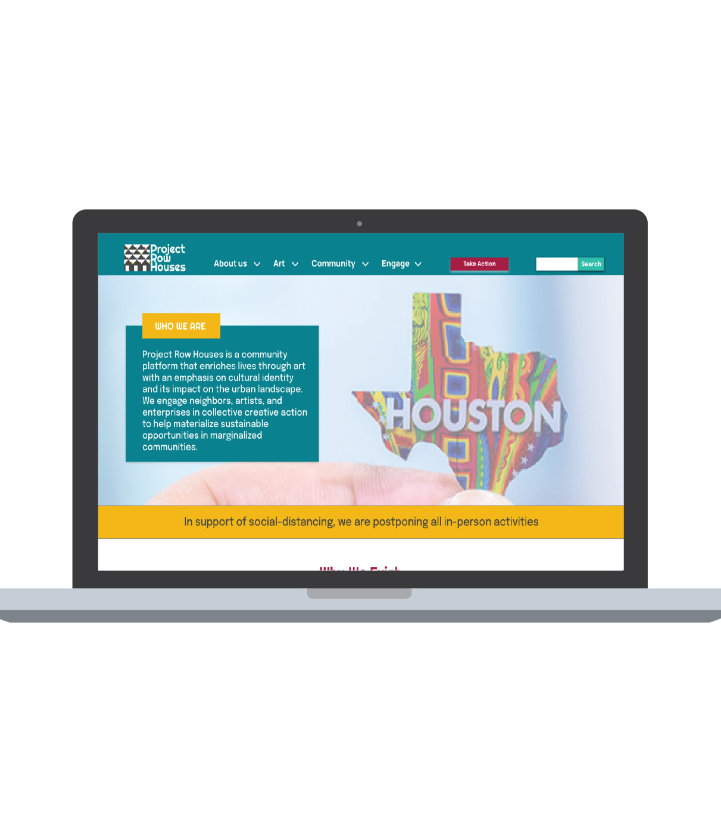 Project
Row
Houses
About us
Art
Community
Engage
Take Action
Search
WHO WE ARE
Project Row Houses is a community
platform that enriches lives through art
with an emphasis on cultural identity
and its impact on the urban landscape.
We engage neighbors, artists, and
enterprises in collective creative action
to help materialize sustainable
opportunities in marginalized
communities.
HOUSTON
In support of social-distancing, we are postponing all in-person activities
Why We Exist